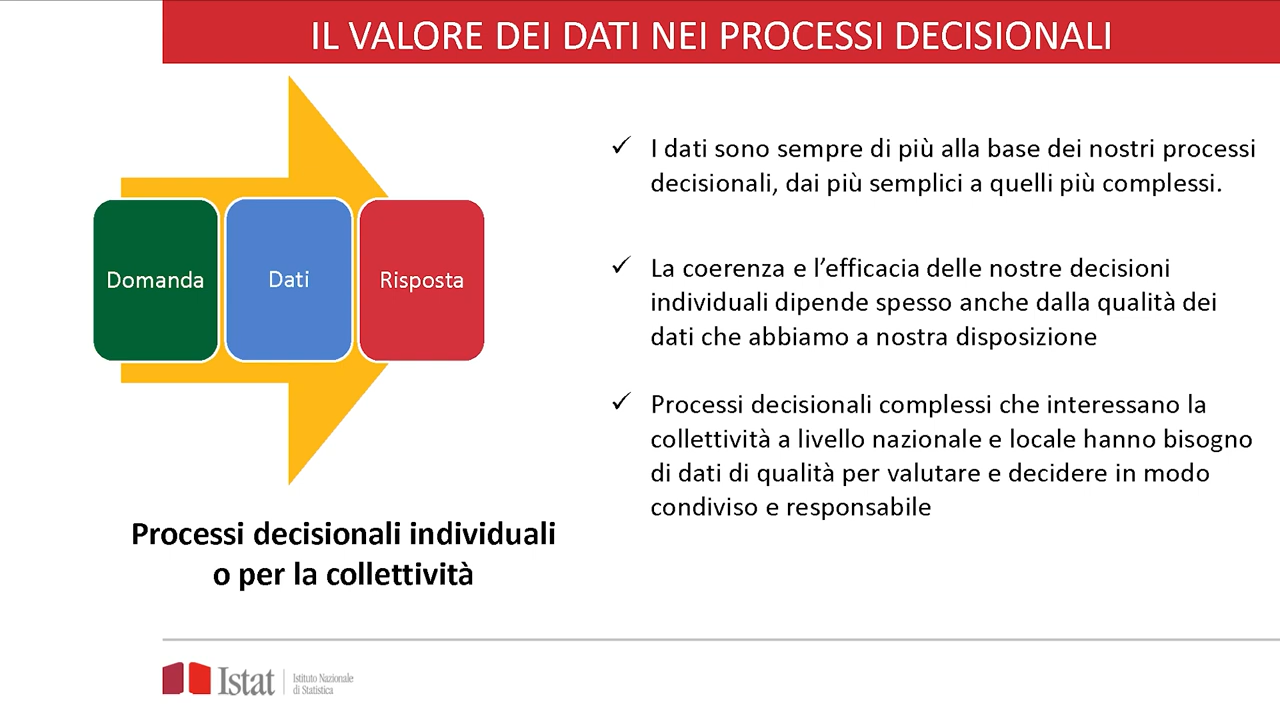 IL VALORE DEI DATI NEI PROCESSI DECISIONALI
Domanda
Dati
Risposta
Processi decisionali individuali
o per la collettività
✓ I dati sono sempre di più alla base dei nostri processi
decisionali, dai più semplici a quelli più complessi.
✓ La coerenza e l’efficacia delle nostre decisioni
individuali dipende spesso anche dalla qualità dei
dati che abbiamo a nostra disposizione
✓ Processi decisionali complessi che interessano la
collettività a livello nazionale e locale hanno bisogno
di dati di qualità per valutare e decidere in modo
condiviso e responsabile
Istat
Istituto Nazionale
di Statistica